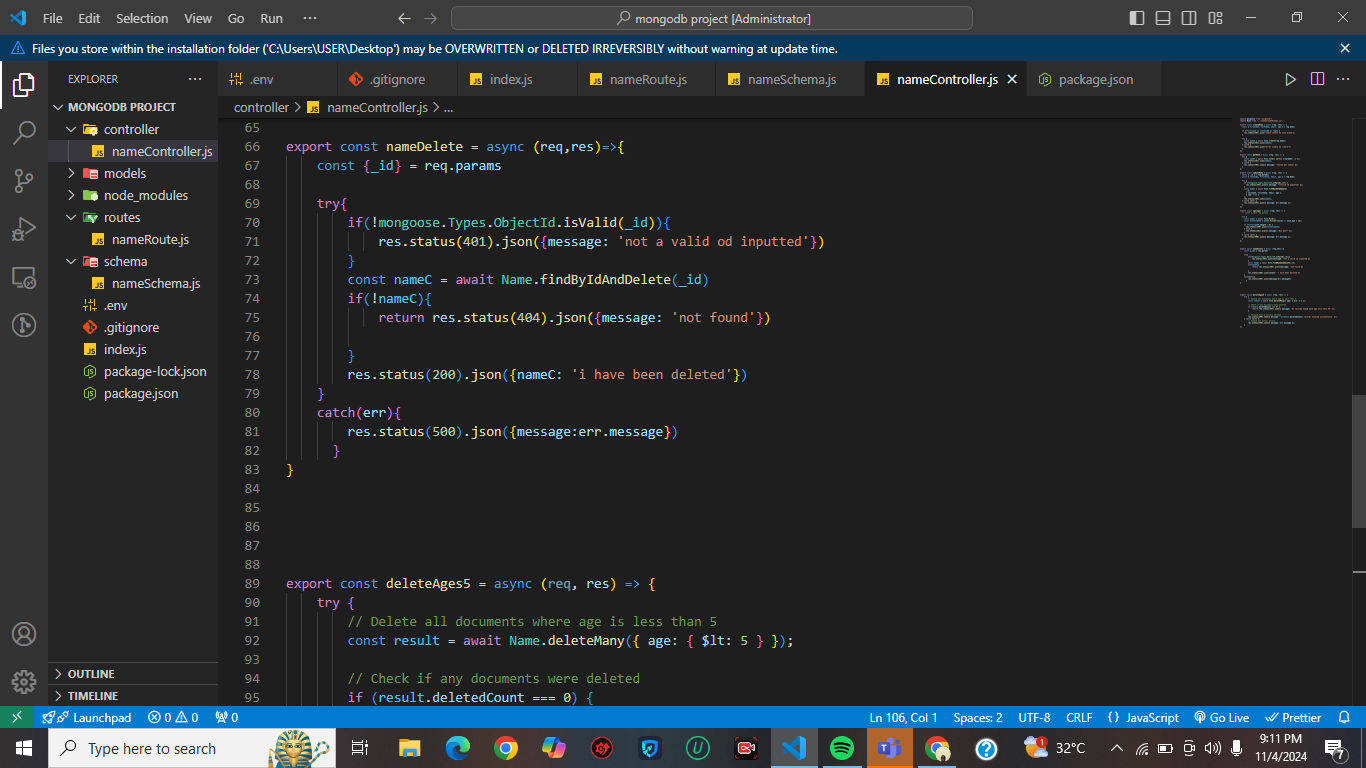 File Edit Selection View Go Run ··· mongodb project [Administrator]
Files you store within the installation folder ('C:\Users\USER\Desktop') may be OVERWRITTEN or DELETED IRREVERSIBLY without warning at update time.
EXPLORER ···
MONGODB PROJECT
controller
JS nameController.js
models
node_modules
routes
JS nameRoute.js
schema
JS nameSchema.js
.env
.gitignore
JS index.js
package-lock.json
package.json
OUTLINE
TIMELINE
.env .gitignore JS index.js JS nameRoute.js JS nameSchema.js JS nameController.js package.json ···
controller > JS nameController.js > ...
65
66 export const nameDelete = async (req,res)=>{
67 const {_id} = req.params
68
69 try{
70 if(!mongoose.Types.ObjectId.isValid(_id)){
71 res.status(401).json({message: 'not a valid od inputted'})
72 }
73 const nameC = await Name.findByIdAndDelete(_id)
74 if(!nameC){
75 return res.status(404).json({message: 'not found'})
76
77 }
78 res.status(200).json({nameC: 'i have been deleted'})
79 }
80 catch(err){
81 res.status(500).json({message:err.message})
82 }
83 }
84
85
86
87
88
89 export const deleteAges5 = async (req, res) => {
90 try {
91 // Delete all documents where age is less than 5
92 const result = await Name.deleteMany({ age: { $lt: 5 } });
93
94 // Check if any documents were deleted
95 if (result.deletedCount === 0) {
Launchpad 0 0 0 Ln 106, Col 1 Spaces: 2 UTF-8 CRLF {} JavaScript Go Live Prettier
Type here to search 1 32°C 9:11 PM
11/4/2024 7